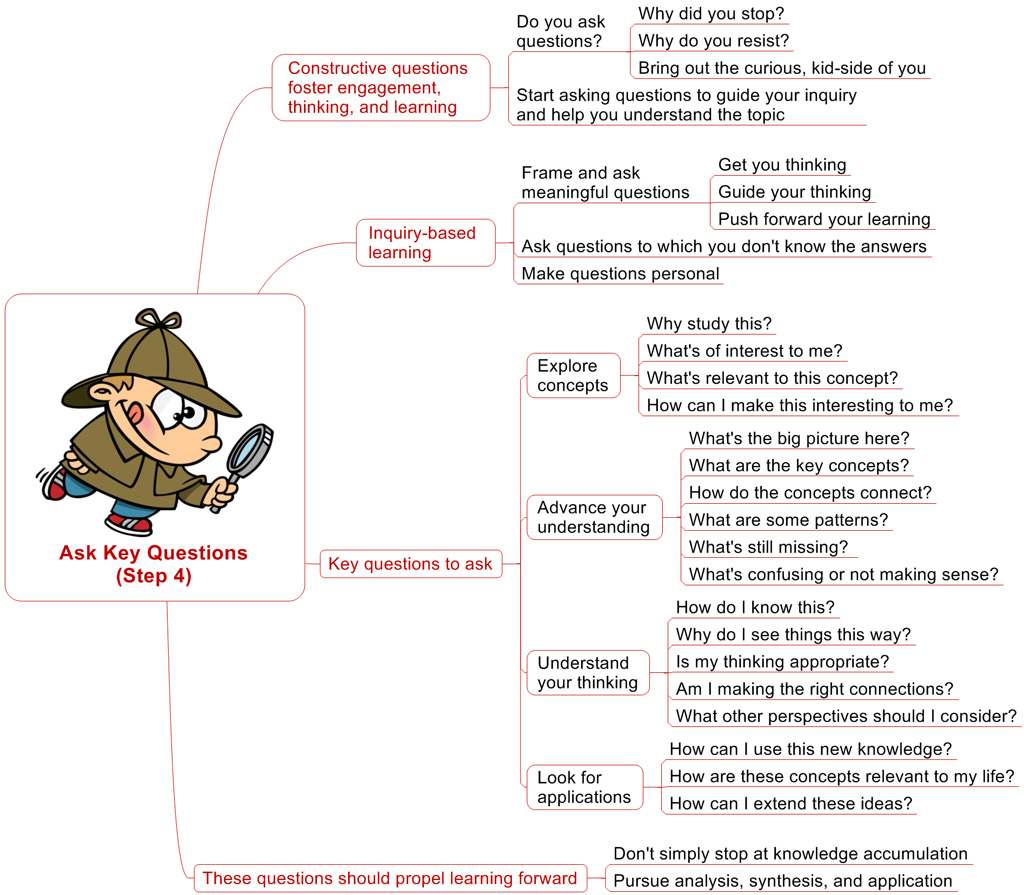 Ask Key Questions
(Step 4)
Constructive questions
foster engagement,
thinking, and learning
Do you ask
questions?
Why did you stop?
Why do you resist?
Bring out the curious, kid-side of you
Start asking questions to guide your inquiry
and help you understand the topic
Inquiry-based
learning
Frame and ask
meaningful questions
Get you thinking
Guide your thinking
Push forward your learning
Ask questions to which you don't know the answers
Make questions personal
Key questions to ask
Explore
concepts
Why study this?
What's of interest to me?
What's relevant to this concept?
How can I make this interesting to me?
Advance your
understanding
What's the big picture here?
What are the key concepts?
How do the concepts connect?
What are some patterns?
What's still missing?
What's confusing or not making sense?
Understand
your thinking
How do I know this?
Why do I see things this way?
Is my thinking appropriate?
Am I making the right connections?
What other perspectives should I consider?
Look for
applications
How can I use this new knowledge?
How are these concepts relevant to my life?
How can I extend these ideas?
These questions should propel learning forward
Don't simply stop at knowledge accumulation
Pursue analysis, synthesis, and application